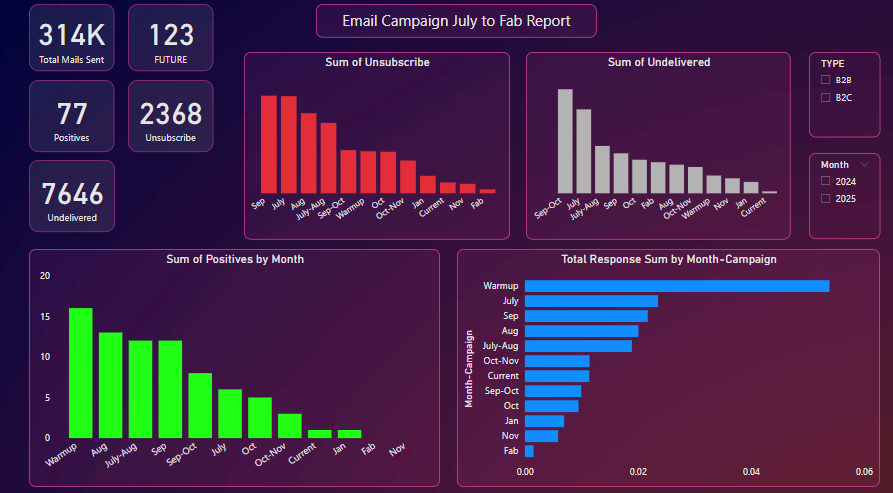 Email Campaign July to Fab Report
314K
Total Mails Sent
123
FUTURE
77
Positives
2368
Unsubscribe
7646
Undelivered
Sum of Unsubscribe
Sep
July
Aug
July-Aug
Sep-Oct
Warmup
Oct
Oct-Nov
Jan
Current
Nov
Fab
Sum of Undelivered
Sep-Oct
July
July-Aug
Sep
Oct
Fab
Aug
Oct-Nov
Warmup
Nov
Jan
Current
TYPE
B2B
B2C
Month
2024
2025
Sum of Positives by Month
20
15
10
5
0
Warmup
Aug
July-Aug
Sep
Sep-Oct
July
Oct
Oct-Nov
Current
Jan
Fab
Nov
Total Response Sum by Month-Campaign
Month-Campaign
Warmup
July
Sep
Aug
July-Aug
Oct-Nov
Current
Sep-Oct
Oct
Jan
Nov
Fab
0.00
0.02
0.04
0.06